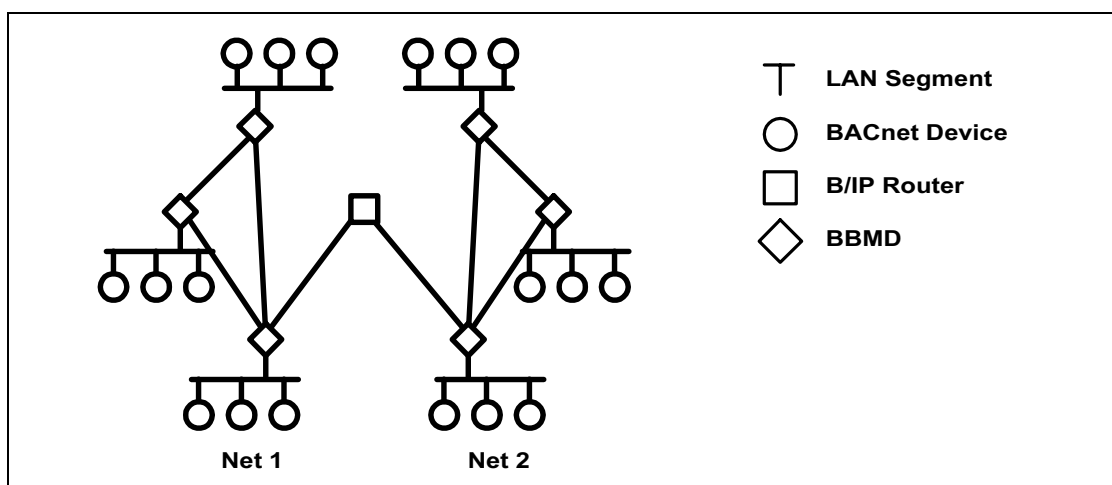 LAN Segment
BACnet Device
B/IP Router
BBMD
Net 1
Net 2